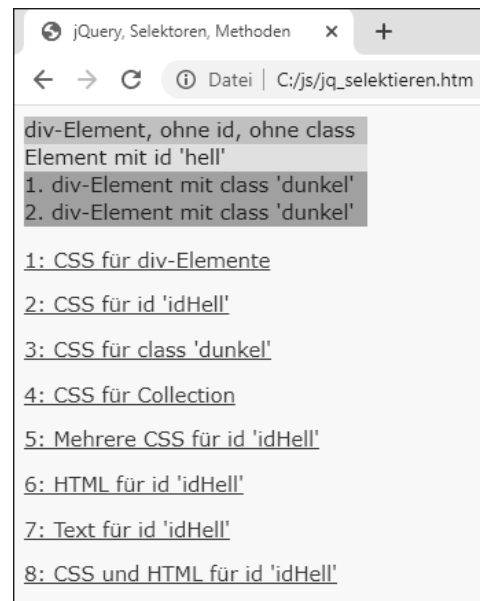 jQuery, Selektoren, Methoden
Datei | C:/js/jq_selektieren.htm
div-Element, ohne id, ohne class
Element mit id 'hell'
1. div-Element mit class 'dunkel'
2. div-Element mit class 'dunkel'
1: CSS für div-Elemente
2: CSS für id 'idHell'
3: CSS für class 'dunkel'
4: CSS für Collection
5: Mehrere CSS für id 'idHell'
6: HTML für id 'idHell'
7: Text für id 'idHell'
8: CSS und HTML für id 'idHell'